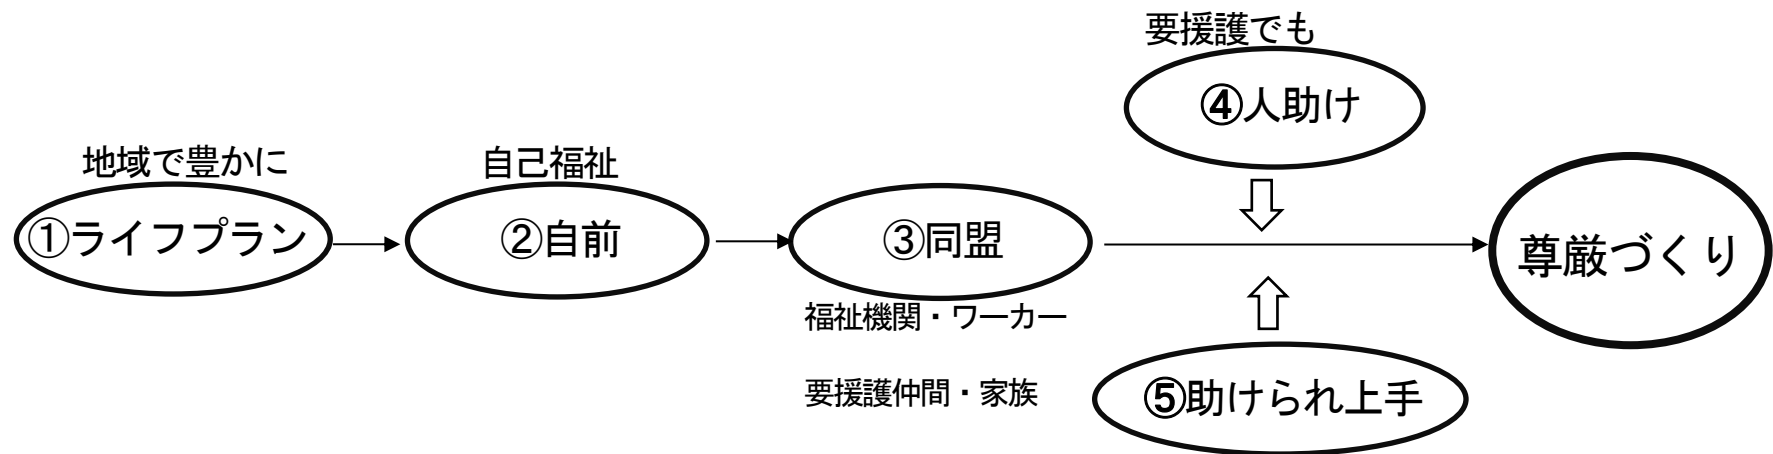 要援護でも
④人助け
地域で豊かに
①ライフプラン
自己福祉
②自前
③同盟
福祉機関・ワーカー
要援護仲間・家族
⑤助けられ上手
尊厳づくり